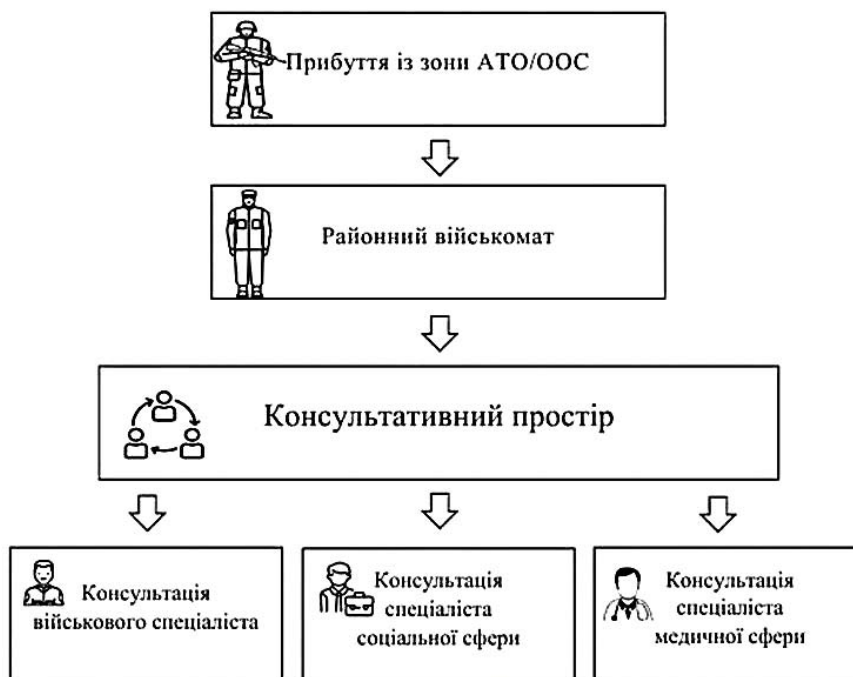 Прибуття із зони АТО/ООС
Районний військомат
Консультативний простір
Консультація
військового спеціаліста
Консультація
спеціаліста
соціальної сфери
Консультація
спеціаліста
медичної сфери